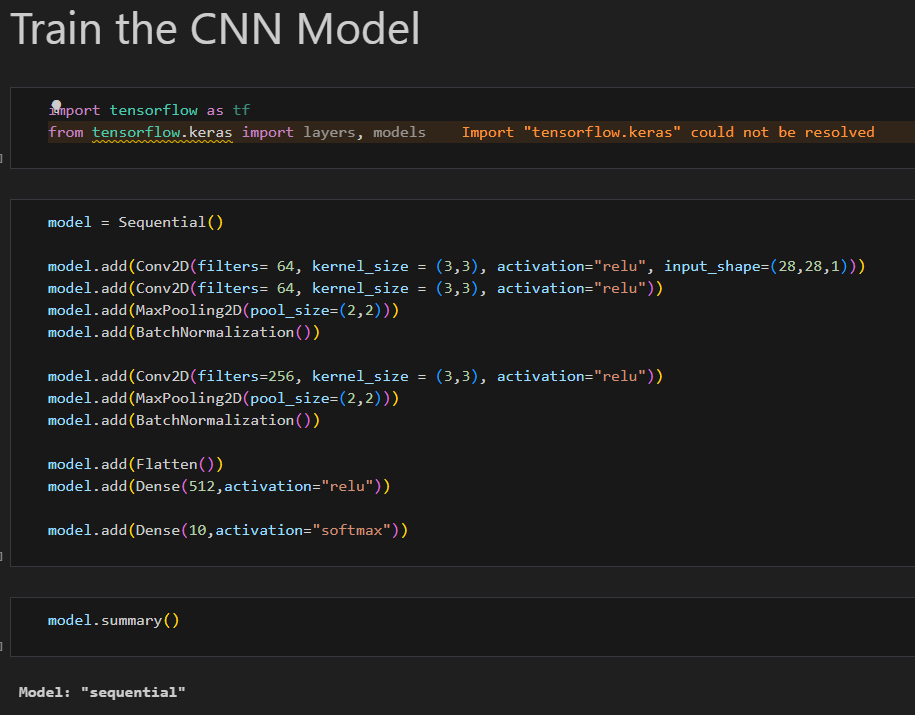 Train the CNN Model
import tensorflow as tf
from tensorflow.keras import layers, models    Import "tensorflow.keras" could not be resolved
]
model = Sequential()
model.add(Conv2D(filters= 64, kernel_size = (3,3), activation="relu", input_shape=(28,28,1)))
model.add(Conv2D(filters= 64, kernel_size = (3,3), activation="relu"))
model.add(MaxPooling2D(pool_size=(2,2)))
model.add(BatchNormalization())
model.add(Conv2D(filters=256, kernel_size = (3,3), activation="relu"))
model.add(MaxPooling2D(pool_size=(2,2)))
model.add(BatchNormalization())
model.add(Flatten())
model.add(Dense(512,activation="relu"))
model.add(Dense(10,activation="softmax"))
]
model.summary()
]
Model: "sequential"